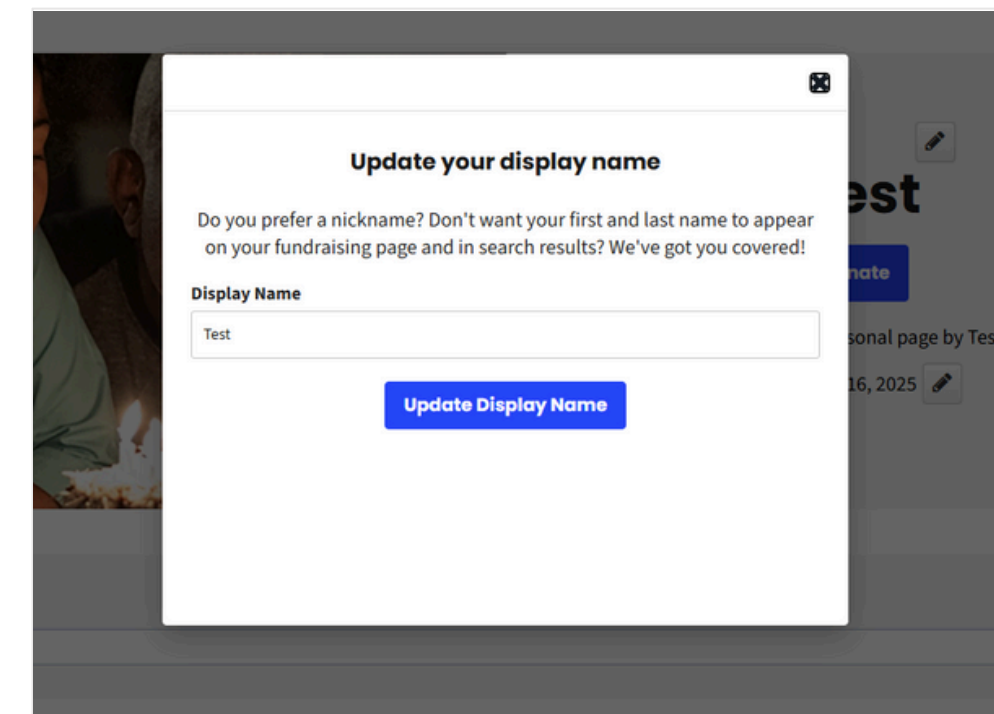 Update your display name
Do you prefer a nickname? Don't want your first and last name to appear
on your fundraising page and in search results? We've got you covered!
Display Name
Test
Update Display Name
est
nate
sonal page by Tes
16, 2025